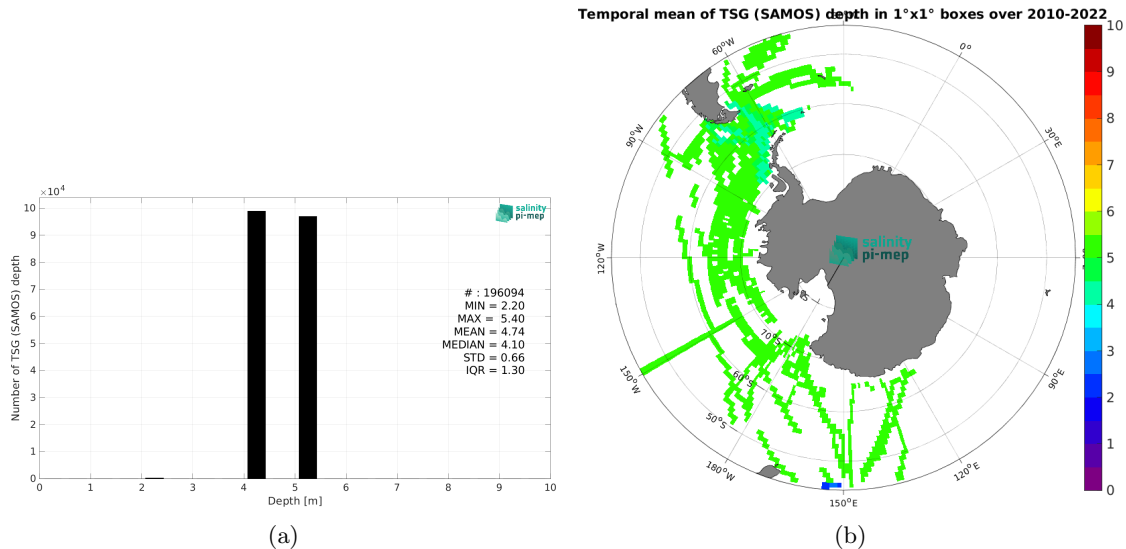 Temporal mean of TSG (SAMOS) depth in 1°x1° boxes over 2010-2022
×10⁴
10
9
8
7
6
5
4
3
2
1
0
Number of TSG (SAMOS) depth
0 1 2 3 4 5 6 7 8 9 10
Depth [m]
salinity
pi-mep
# : 196094
MIN = 2.20
MAX = 5.40
MEAN = 4.74
MEDIAN = 4.10
STD = 0.66
IQR = 1.30
(a)
60°W
0°
90°W
30°E
120°W
150°W
180°W
150°E
120°E
90°E
70°S
60°S
50°S
salinity
pi-mep
10
9
8
7
6
5
4
3
2
1
0
(b)